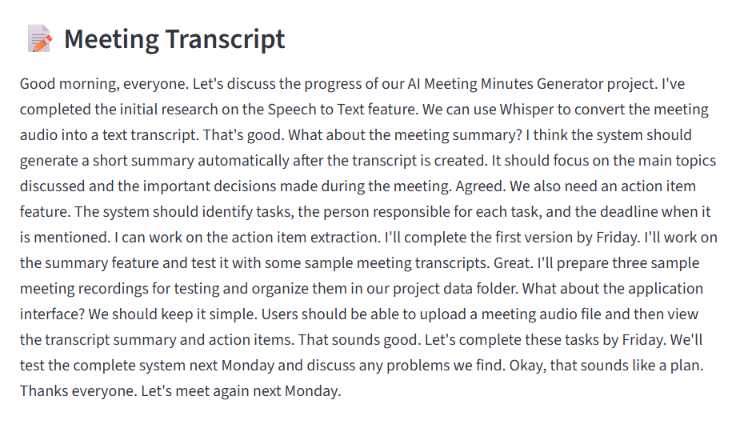 Meeting Transcript
Good morning, everyone. Let's discuss the progress of our AI Meeting Minutes Generator project. I've
completed the initial research on the Speech to Text feature. We can use Whisper to convert the meeting
audio into a text transcript. That's good. What about the meeting summary? I think the system should
generate a short summary automatically after the transcript is created. It should focus on the main topics
discussed and the important decisions made during the meeting. Agreed. We also need an action item
feature. The system should identify tasks, the person responsible for each task, and the deadline when it
is mentioned. I can work on the action item extraction. I'll complete the first version by Friday. I'll work on
the summary feature and test it with some sample meeting transcripts. Great. I'll prepare three sample
meeting recordings for testing and organize them in our project data folder. What about the application
interface? We should keep it simple. Users should be able to upload a meeting audio file and then view
the transcript summary and action items. That sounds good. Let's complete these tasks by Friday. We'll
test the complete system next Monday and discuss any problems we find. Okay, that sounds like a plan.
Thanks everyone. Let's meet again next Monday.